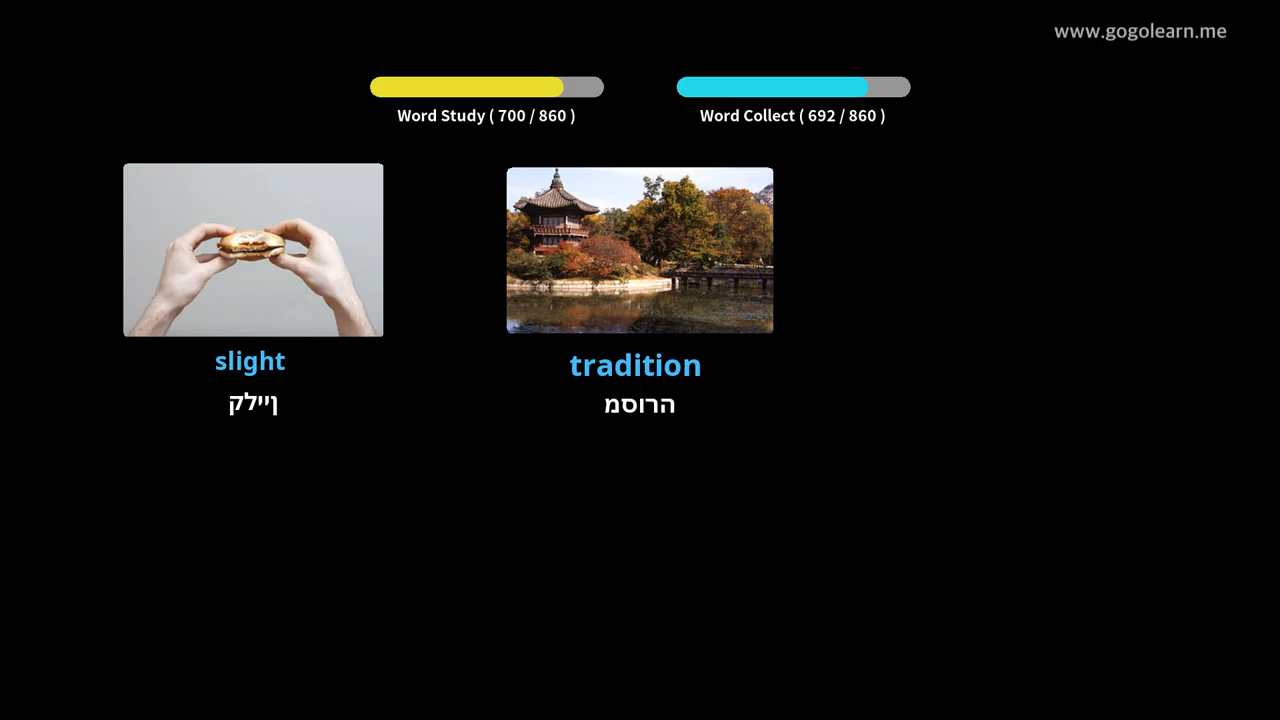 www.gogolearn.me
Word Study ( 700 / 860 )
Word Collect ( 692 / 860 )
slight
ןיילק
tradition
הרוסמ